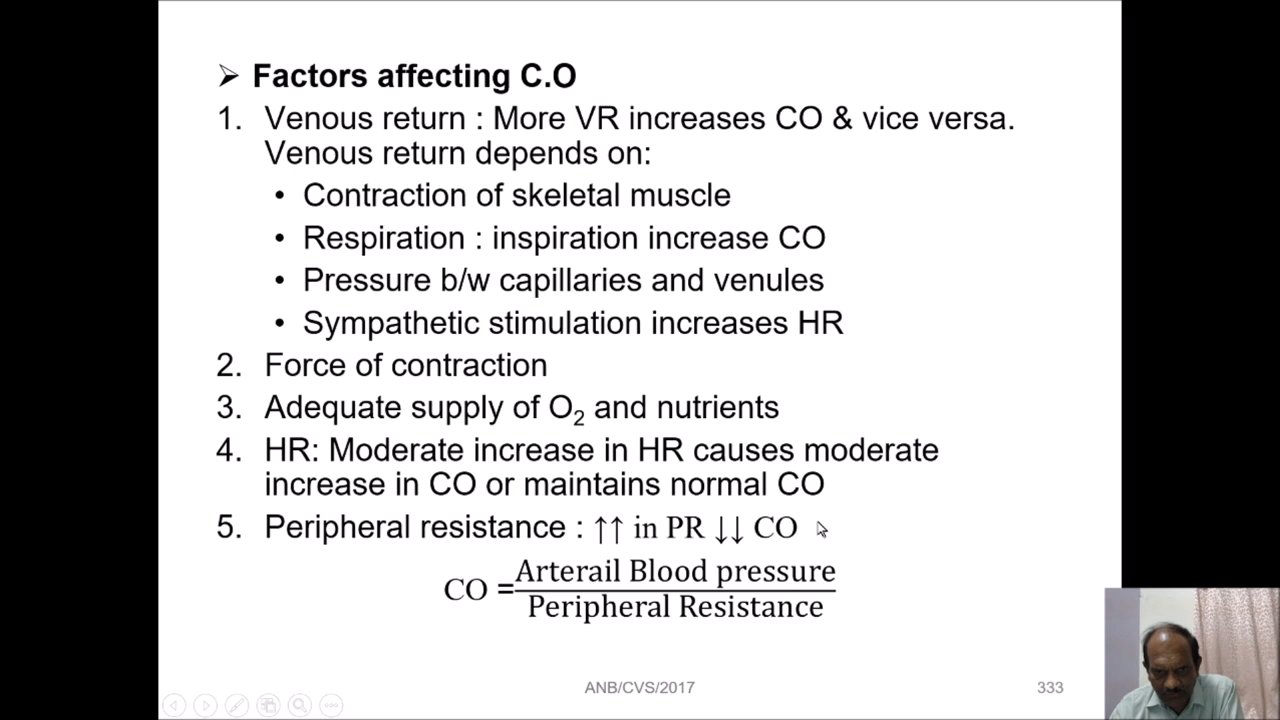 ➢ Factors affecting C.O
1. Venous return : More VR increases CO & vice versa.
Venous return depends on:
• Contraction of skeletal muscle
• Respiration : inspiration increase CO
• Pressure b/w capillaries and venules
• Sympathetic stimulation increases HR
2. Force of contraction
3. Adequate supply of O₂ and nutrients
4. HR: Moderate increase in HR causes moderate
increase in CO or maintains normal CO
5. Peripheral resistance : ↑↑ in PR ↓↓ CO
Arterail Blood pressure
CO =
Peripheral Resistance
ANB/CVS/2017 333